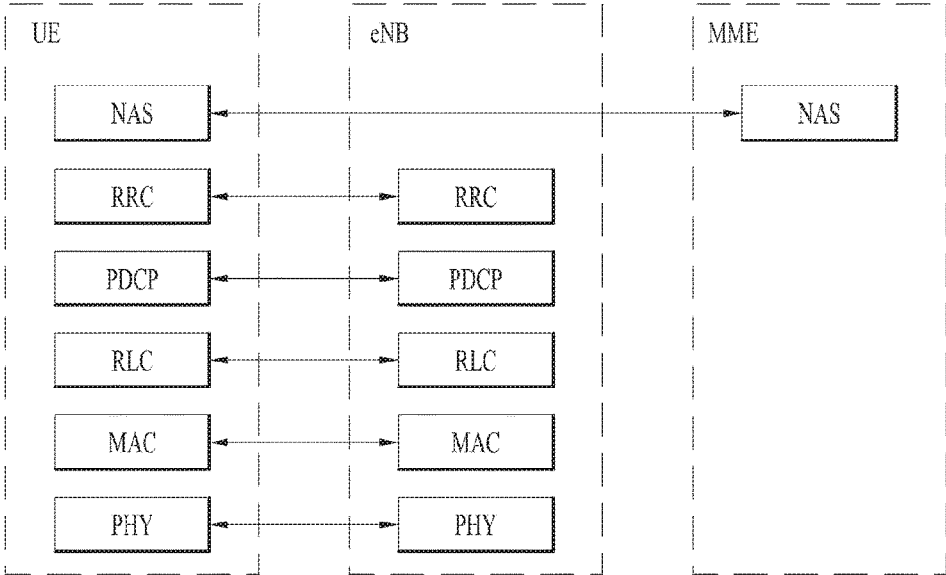 UE eNB MME
NAS NAS
RRC RRC
PDCP PDCP
RLC RLC
MAC MAC
PHY PHY